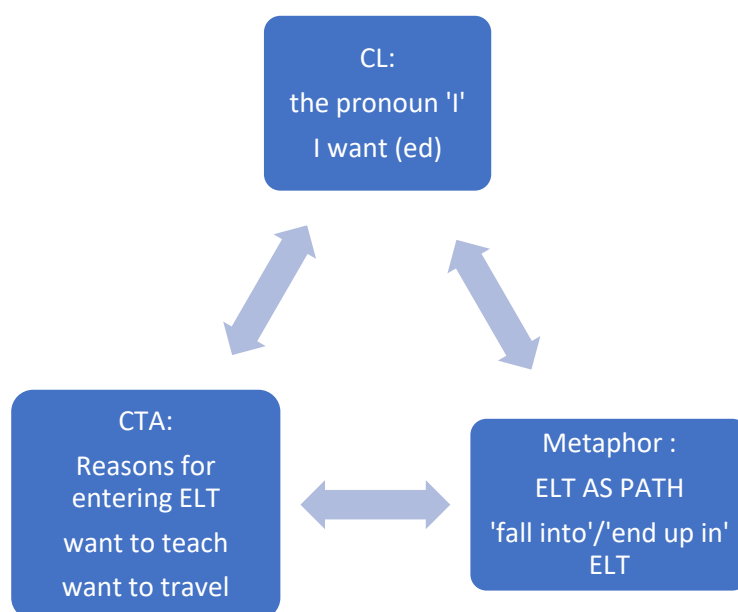 CL:
the pronoun 'I'
I want (ed)
CTA:
Reasons for
entering ELT
want to teach
want to travel
Metaphor :
ELT AS PATH
'fall into'/'end up in'
ELT